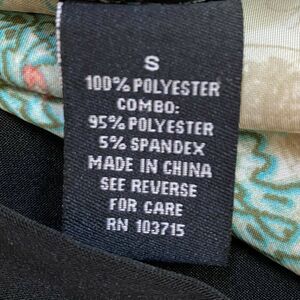 S
100% POLYESTER
COMBO:
95% POLYESTER
5% SPANDEX
MADE IN CHINA
SEE REVERSE
FOR CARE
RN 103715